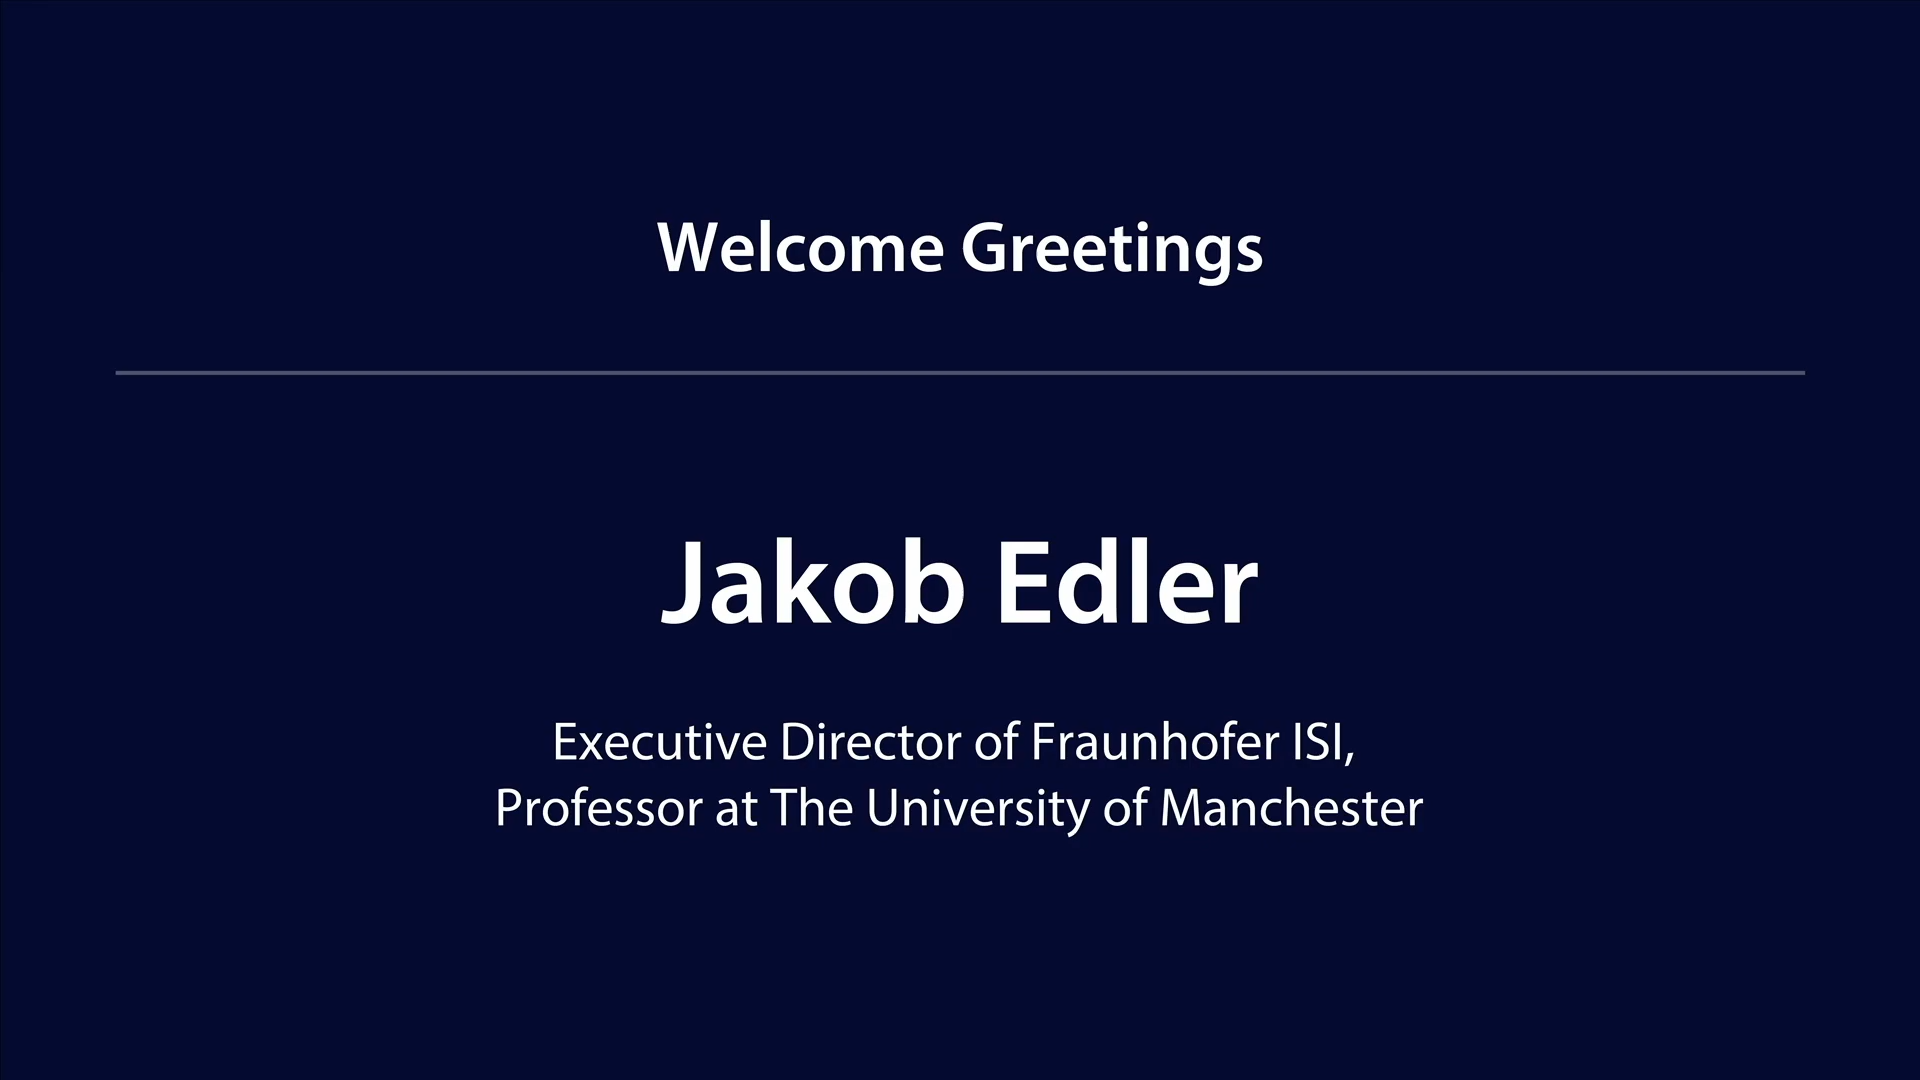 Welcome Greetings
Jakob Edler
Executive Director of Fraunhofer ISI,
Professor at The University of Manchester